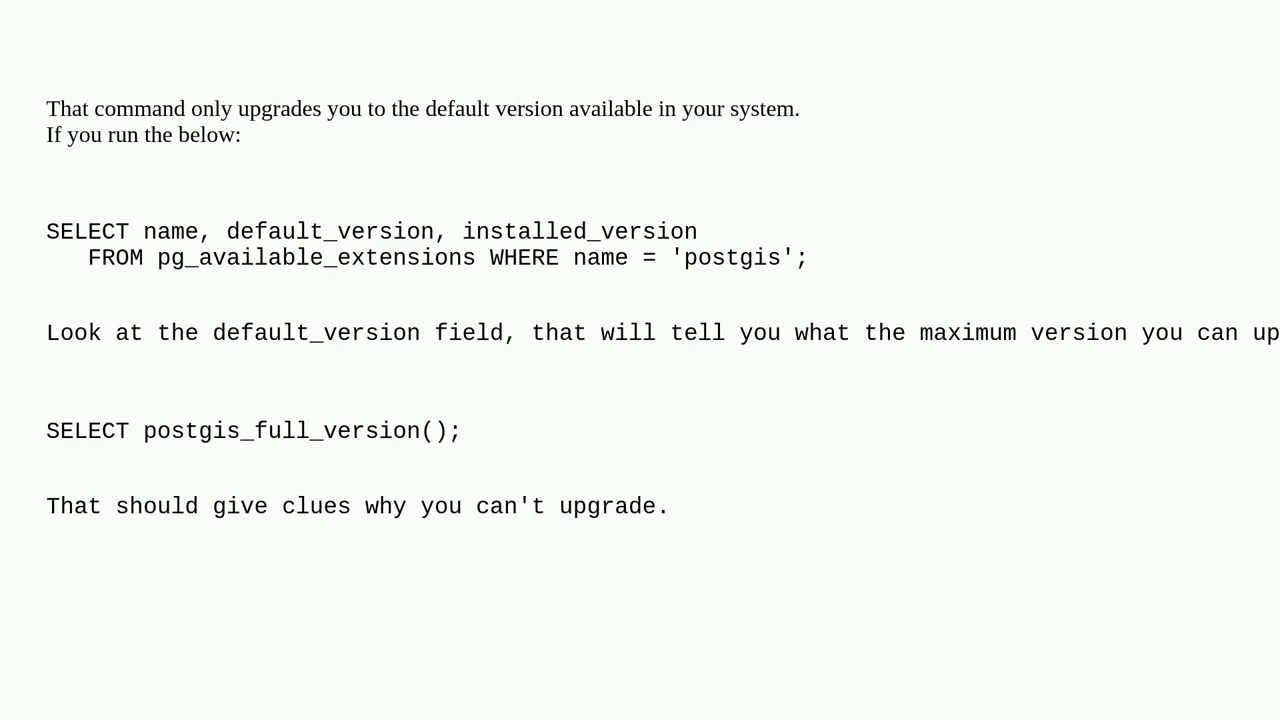 That command only upgrades you to the default version available in your system.
If you run the below:
SELECT name, default_version, installed_version
FROM pg_available_extensions WHERE name = 'postgis';
Look at the default_version field, that will tell you what the maximum version you can up
SELECT postgis_full_version();
That should give clues why you can't upgrade.